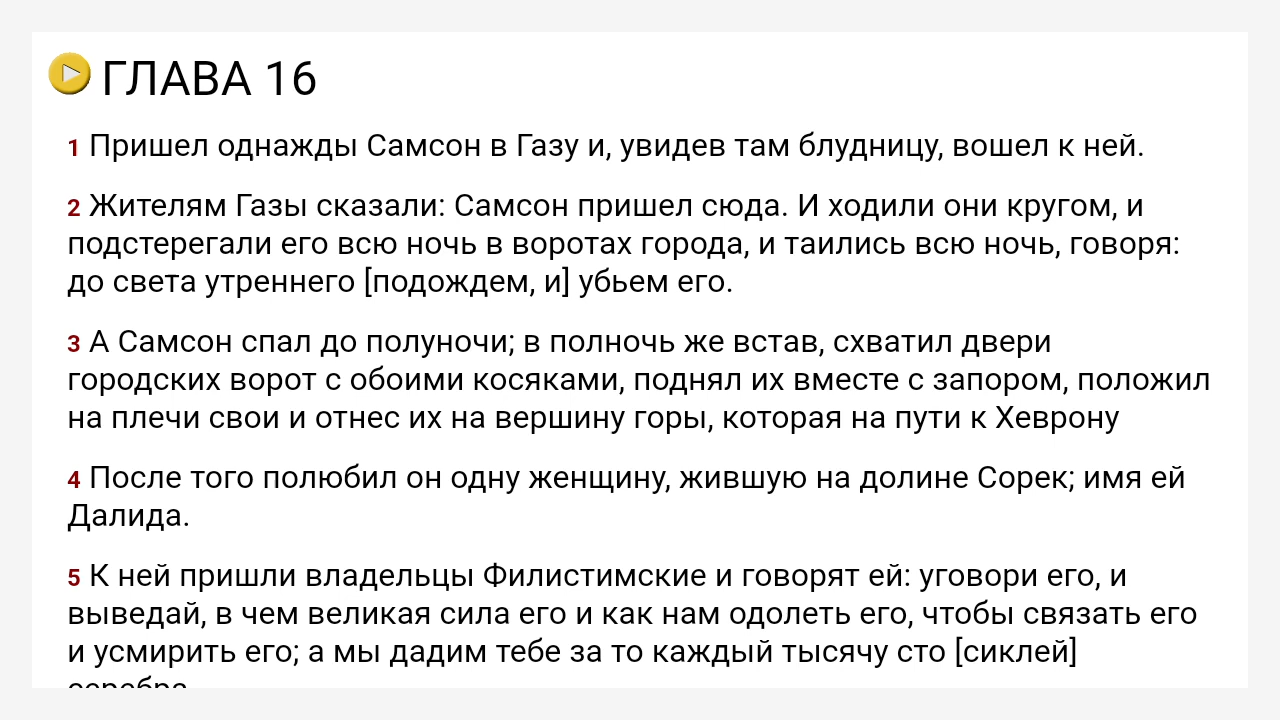 ГЛАВА 16
1 Пришел однажды Самсон в Газу и, увидев там блудницу, вошел к ней.
2 Жителям Газы сказали: Самсон пришел сюда. И ходили они кругом, и
подстерегали его всю ночь в воротах города, и таились всю ночь, говоря:
до света утреннего [подождем, и] убьем его.
3 А Самсон спал до полуночи; в полночь же встав, схватил двери
городских ворот с обоими косяками, поднял их вместе с запором, положил
на плечи свои и отнес их на вершину горы, которая на пути к Хеврону
4 После того полюбил он одну женщину, жившую на долине Сорек; имя ей
Далида.
5 К ней пришли владельцы Филистимские и говорят ей: уговори его, и
выведай, в чем великая сила его и как нам одолеть его, чтобы связать его
и усмирить его; а мы дадим тебе за то каждый тысячу сто [сиклей]